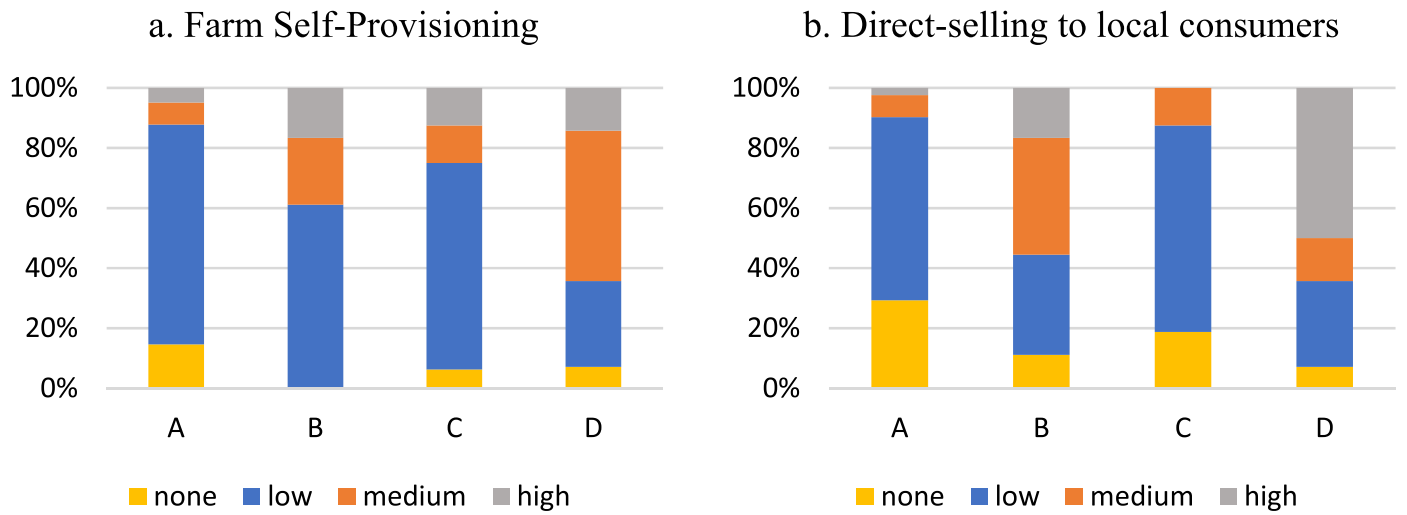 a. Farm Self-Provisioning
100%
80%
60%
40%
20%
0%
A B C D
none low medium high
b. Direct-selling to local consumers
100%
80%
60%
40%
20%
0%
A B C D
none low medium high